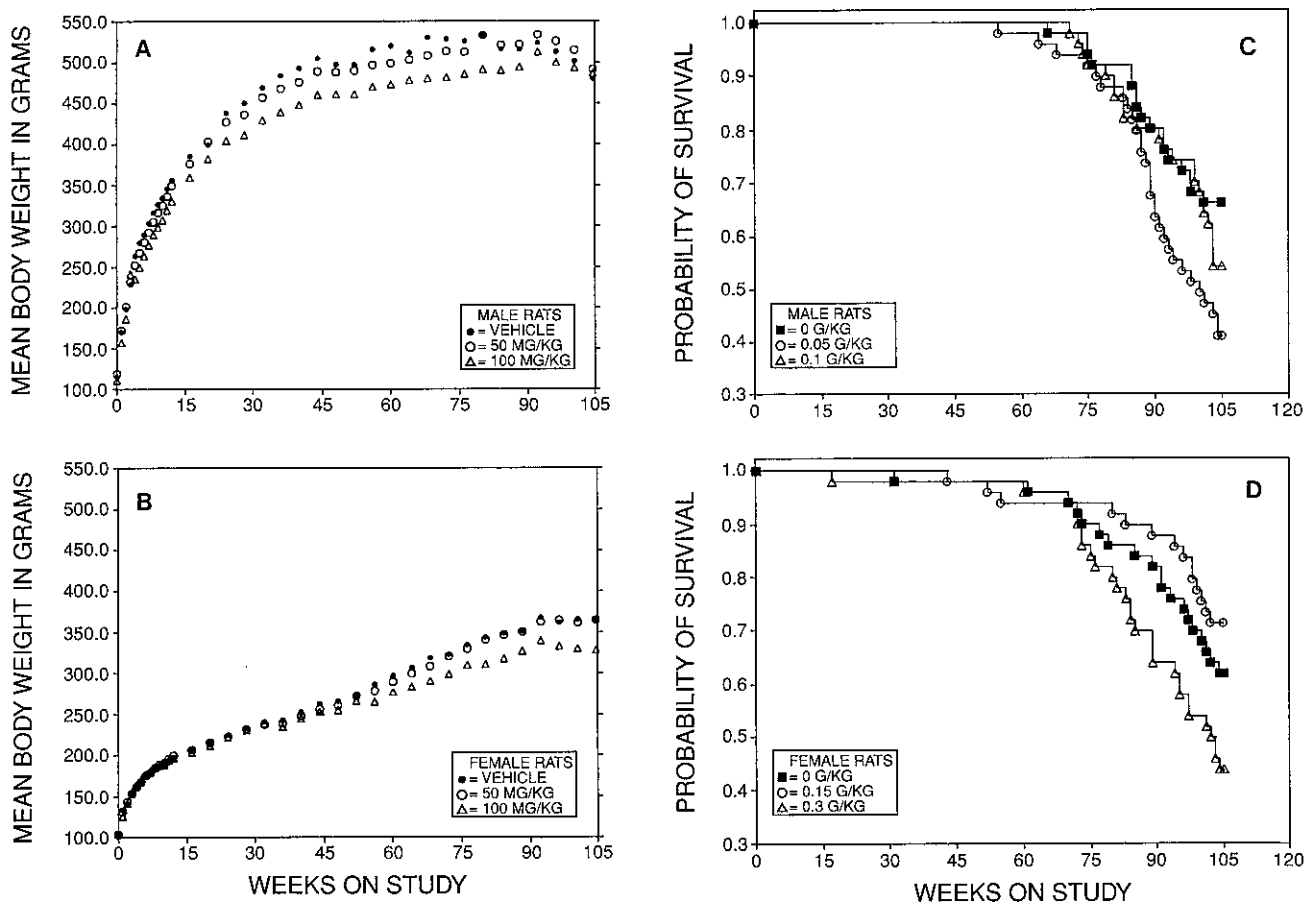 A
MEAN BODY WEIGHT IN GRAMS
550.0
500.0
450.0
400.0
350.0
300.0
250.0
200.0
150.0
100.0
MALE RATS
= VEHICLE
= 50 MG/KG
= 100 MG/KG
0 15 30 45 60 75 90 105
C
PROBABILITY OF SURVIVAL
1.0
0.9
0.8
0.7
0.6
0.5
0.4
0.3
MALE RATS
= 0 G/KG
= 0.05 G/KG
= 0.1 G/KG
0 15 30 45 60 75 90 105 120
B
MEAN BODY WEIGHT IN GRAMS
550.0
500.0
450.0
400.0
350.0
300.0
250.0
200.0
150.0
100.0
FEMALE RATS
= VEHICLE
= 50 MG/KG
= 100 MG/KG
0 15 30 45 60 75 90 105
WEEKS ON STUDY
D
PROBABILITY OF SURVIVAL
1.0
0.9
0.8
0.7
0.6
0.5
0.4
0.3
FEMALE RATS
= 0 G/KG
= 0.15 G/KG
= 0.3 G/KG
0 15 30 45 60 75 90 105 120
WEEKS ON STUDY